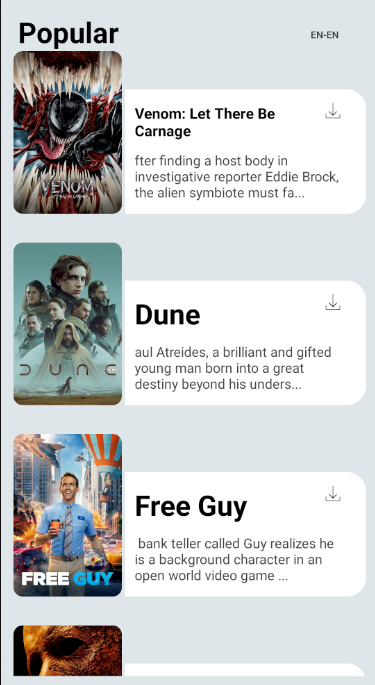 Popular
EN-EN
Venom: Let There Be
Carnage
fter finding a host body in
investigative reporter Eddie Brock,
the alien symbiote must fa...
VENOM
DUNE
Dune
aul Atreides, a brilliant and gifted
young man born into a great
destiny beyond his unders...
FREE GUY
Free Guy
bank teller called Guy realizes he
is a background character in an
open world video game ...